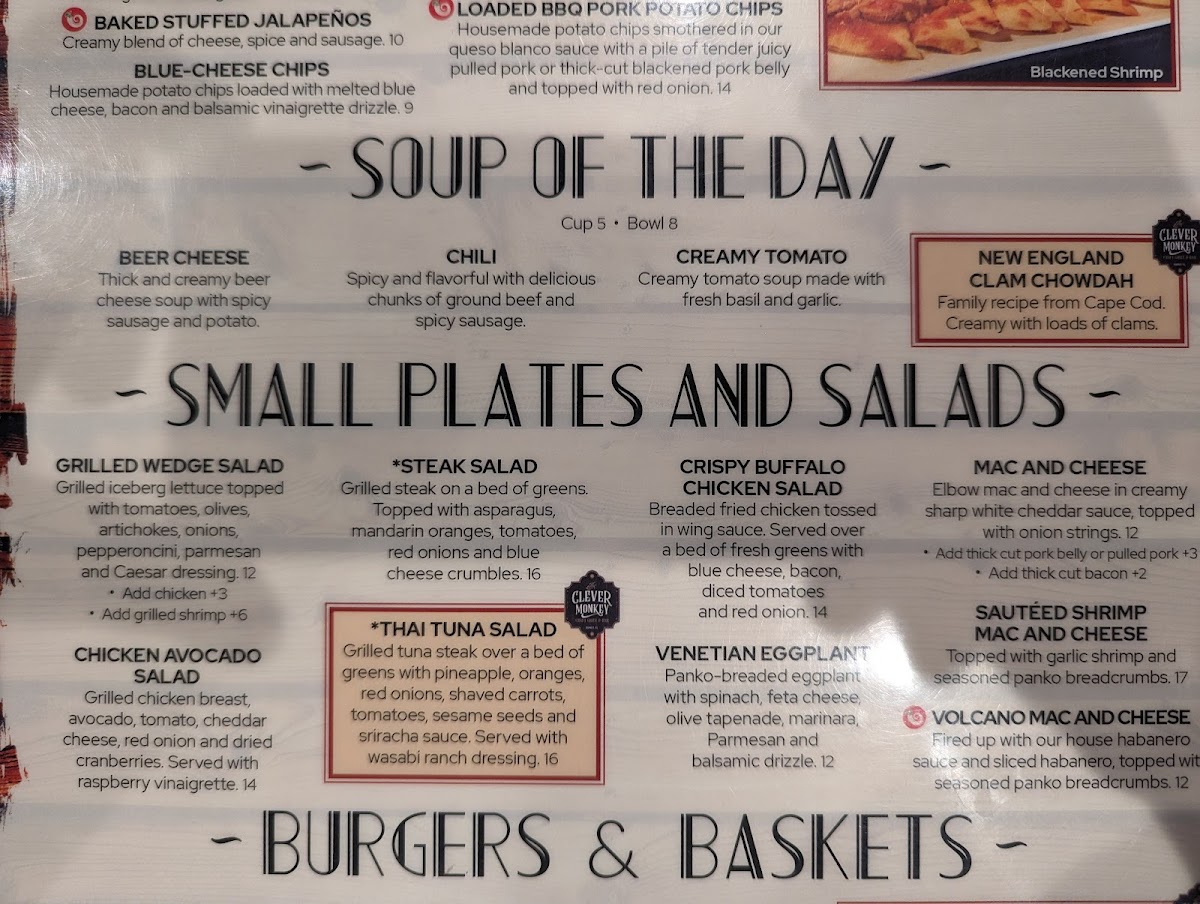 BAKED STUFFED JALAPEÑOS
Creamy blend of cheese, spice and sausage. 10
BLUE-CHEESE CHIPS
Housemade potato chips loaded with melted blue
cheese, bacon and balsamic vinaigrette drizzle. 9
LOADED BBQ PORK POTATO CHIPS
Housemade potato chips smothered in our
queso blanco sauce with a pile of tender juicy
pulled pork or thick-cut blackened pork belly
and topped with red onion. 14
Blackened Shrimp
~ SOUP OF THE DAY ~
Cup 5 • Bowl 8
BEER CHEESE
Thick and creamy beer
cheese soup with spicy
sausage and potato.
CHILI
Spicy and flavorful with delicious
chunks of ground beef and
spicy sausage.
CREAMY TOMATO
Creamy tomato soup made with
fresh basil and garlic.
CLEVER
MONKEY
NEW ENGLAND
CLAM CHOWDAH
Family recipe from Cape Cod.
Creamy with loads of clams.
~ SMALL PLATES AND SALADS ~
GRILLED WEDGE SALAD
Grilled iceberg lettuce topped
with tomatoes, olives,
artichokes, onions,
pepperoncini, parmesan
and Caesar dressing. 12
• Add chicken +3
• Add grilled shrimp +6
CHICKEN AVOCADO
SALAD
Grilled chicken breast,
avocado, tomato, cheddar
cheese, red onion and dried
cranberries. Served with
raspberry vinaigrette. 14
*STEAK SALAD
Grilled steak on a bed of greens.
Topped with asparagus,
mandarin oranges, tomatoes,
red onions and blue
cheese crumbles. 16
CLEVER
MONKEY
*THAI TUNA SALAD
Grilled tuna steak over a bed of
greens with pineapple, oranges,
red onions, shaved carrots,
tomatoes, sesame seeds and
sriracha sauce. Served with
wasabi ranch dressing. 16
CRISPY BUFFALO
CHICKEN SALAD
Breaded fried chicken tossed
in wing sauce. Served over
a bed of fresh greens with
blue cheese, bacon,
diced tomatoes
and red onion. 14
VENETIAN EGGPLANT
Panko-breaded eggplant
with spinach, feta cheese,
olive tapenade, marinara,
Parmesan and
balsamic drizzle. 12
MAC AND CHEESE
Elbow mac and cheese in creamy
sharp white cheddar sauce, topped
with onion strings. 12
• Add thick cut pork belly or pulled pork +3
• Add thick cut bacon +2
SAUTÉED SHRIMP
MAC AND CHEESE
Topped with garlic shrimp and
seasoned panko breadcrumbs. 17
VOLCANO MAC AND CHEESE
Fired up with our house habanero
sauce and sliced habanero, topped wit
seasoned panko breadcrumbs. 12
~ BURGERS & BASKETS ~